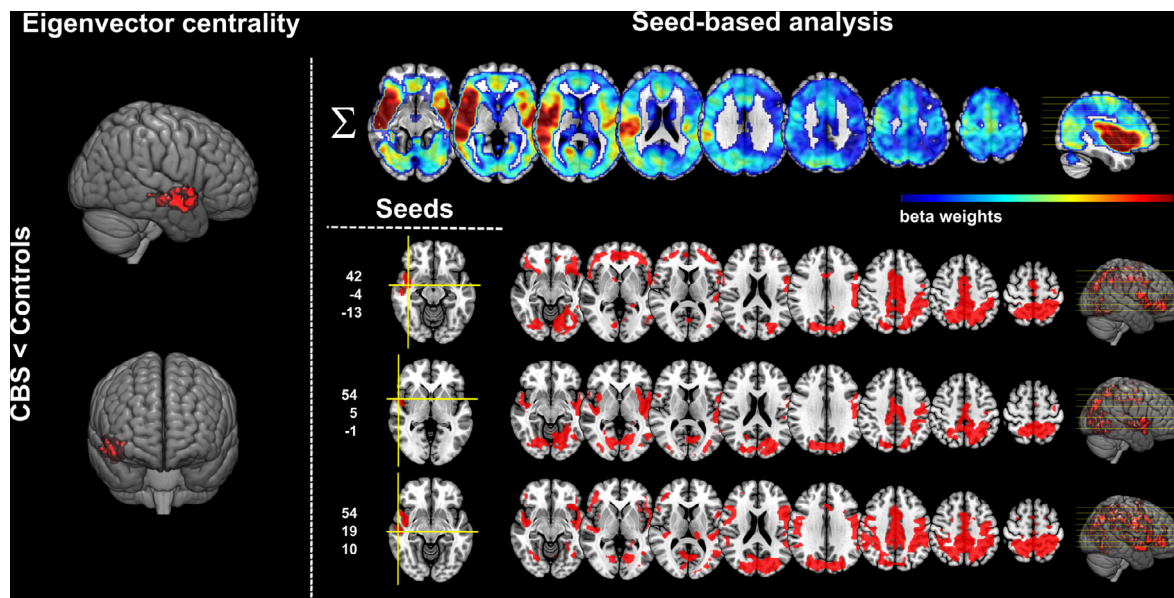 Eigenvector centrality
Seed-based analysis
CBS < Controls
Σ
beta weights
Seeds
42
-4
-13
54
5
-1
54
19
10